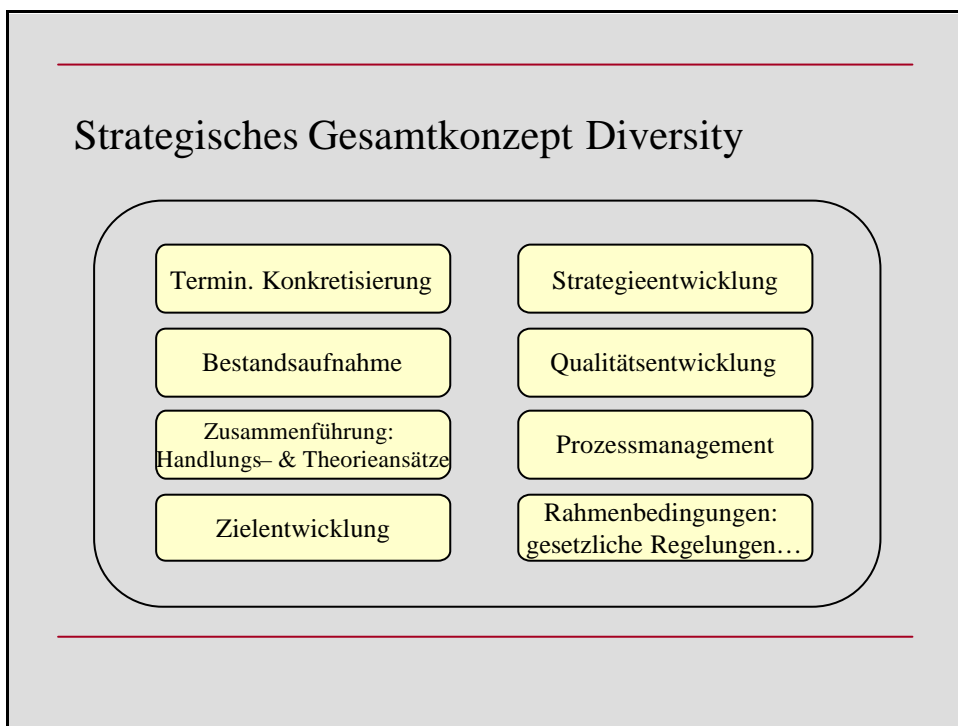 Strategisches Gesamtkonzept Diversity
Termin. Konkretisierung
Bestandsaufnahme
Zusammenführung:
Handlungs– & Theorieansätze
Zielentwicklung
Strategieentwicklung
Qualitätsentwicklung
Prozessmanagement
Rahmenbedingungen:
gesetzliche Regelungen…